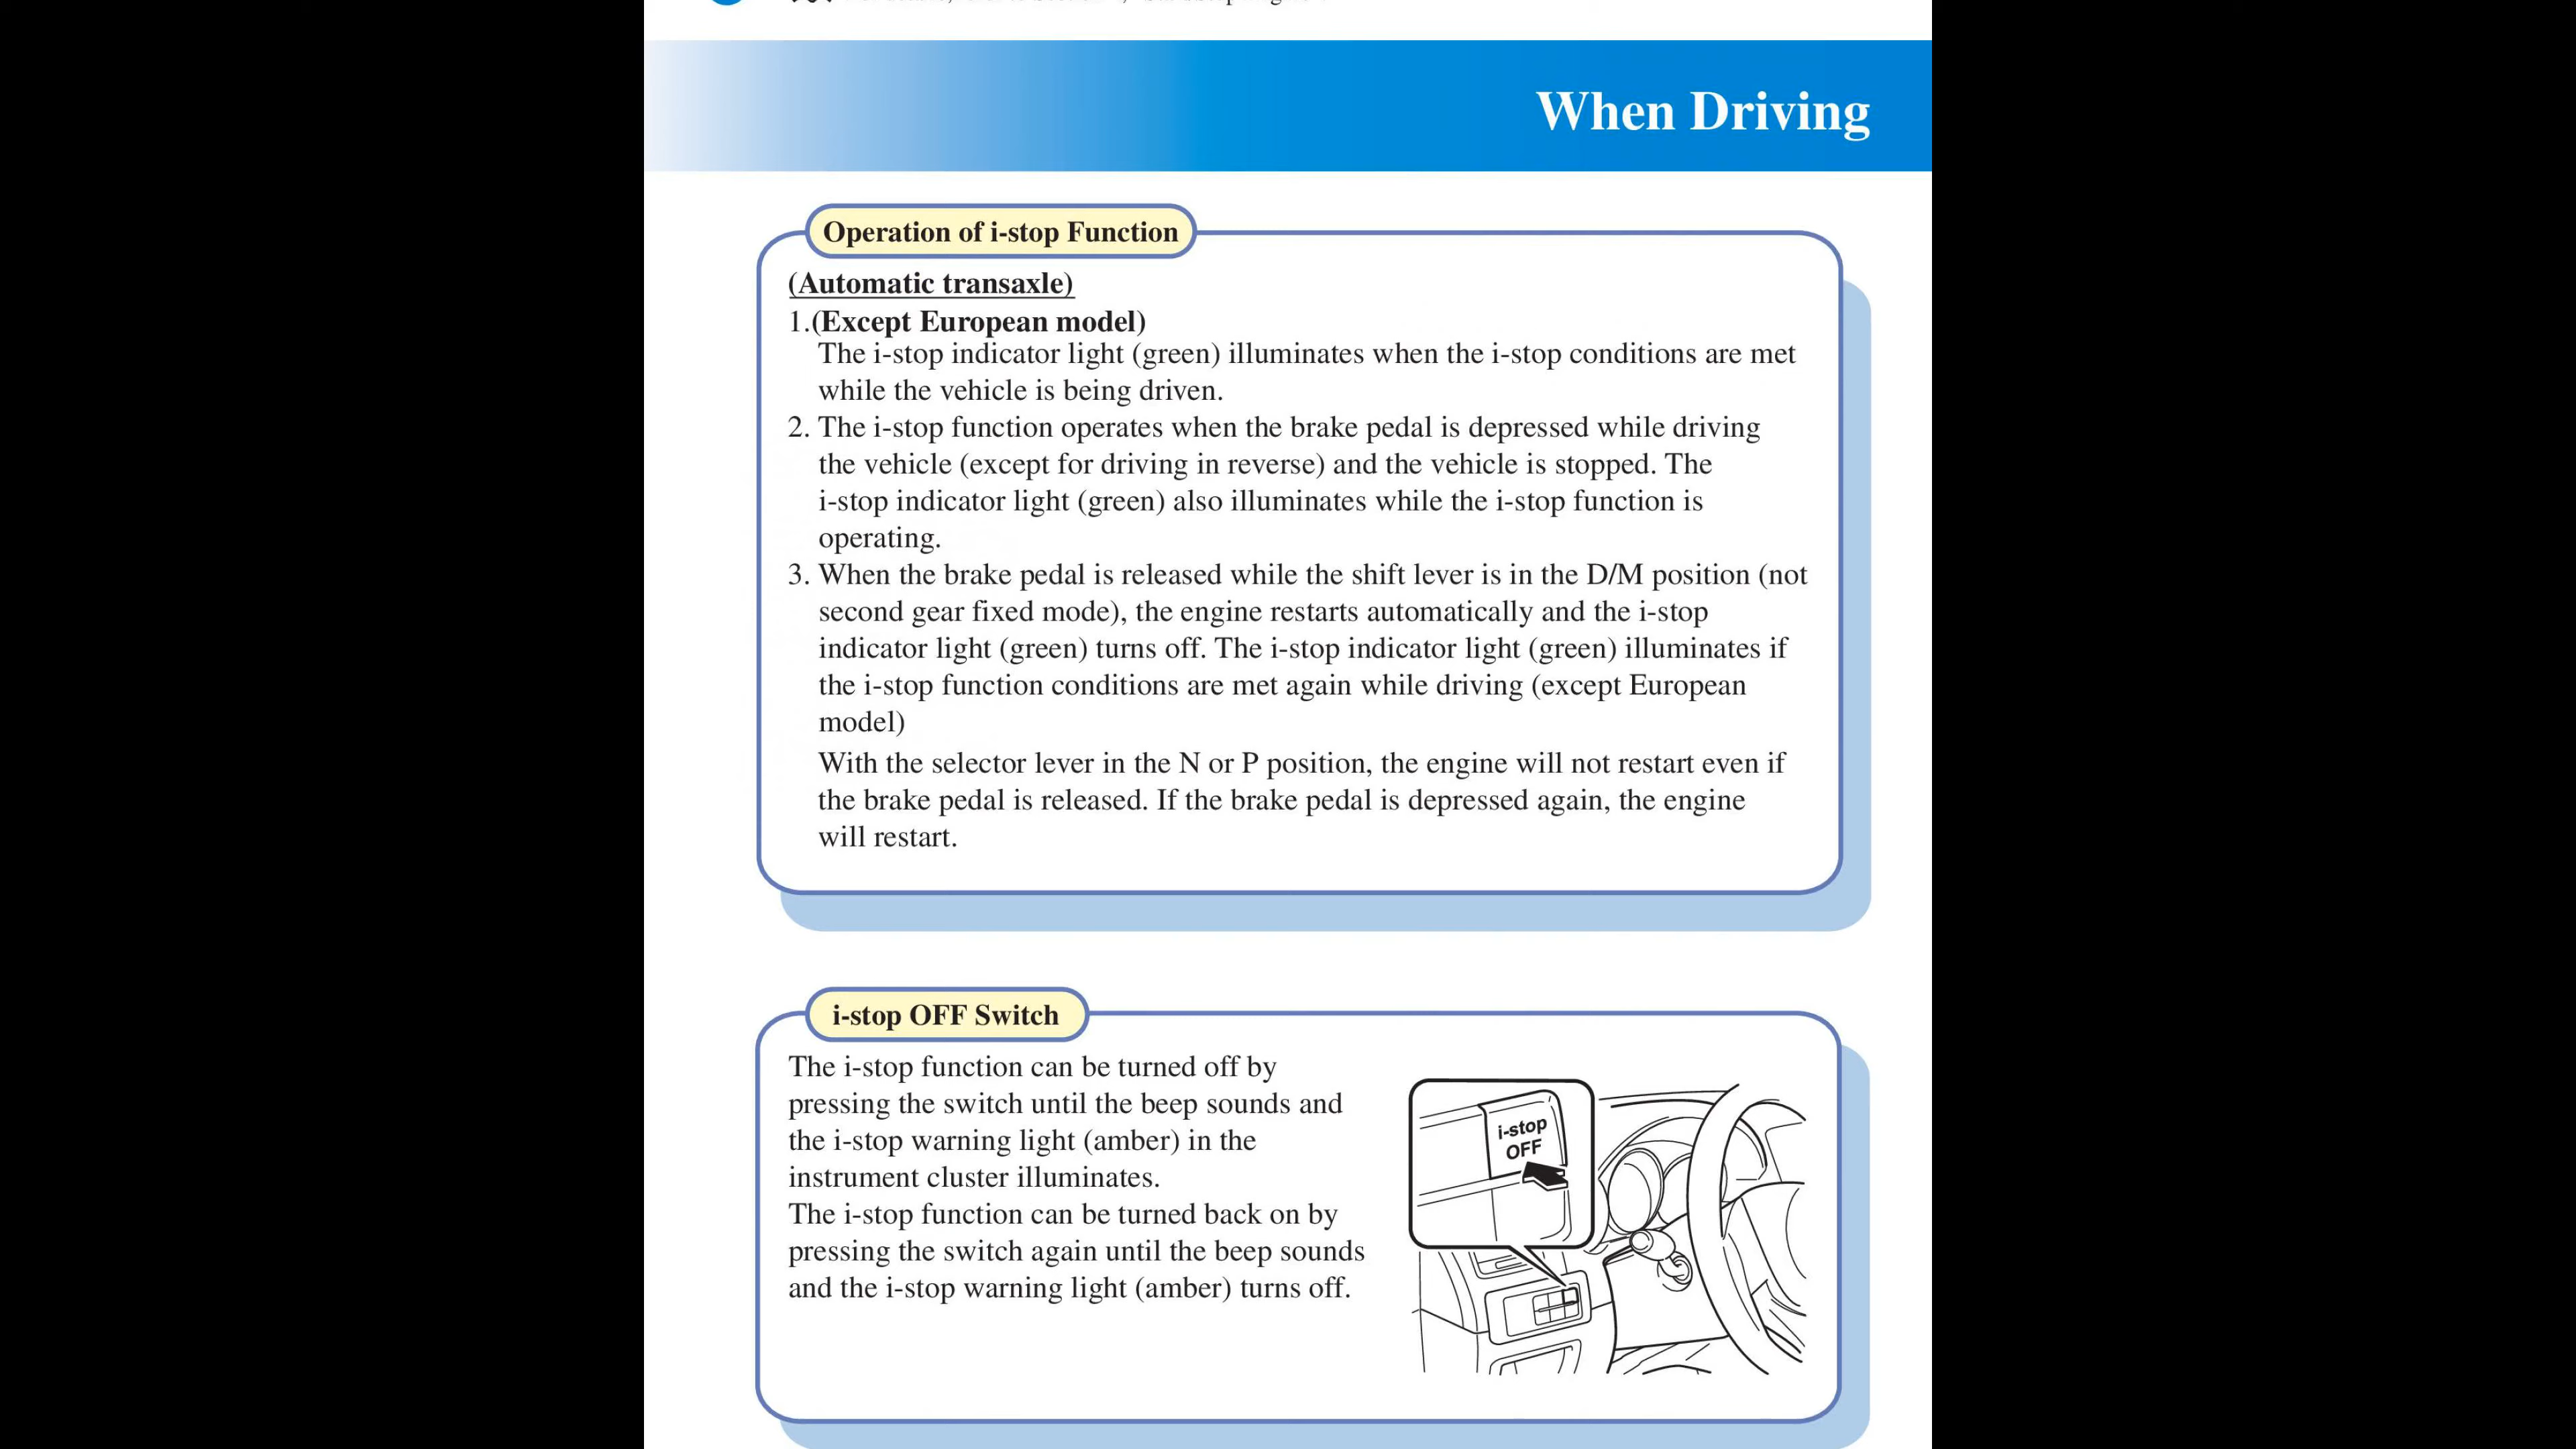 When Driving
Operation of i-stop Function
(Automatic transaxle)
1.(Except European model)
The i-stop indicator light (green) illuminates when the i-stop conditions are met
while the vehicle is being driven.
2. The i-stop function operates when the brake pedal is depressed while driving
the vehicle (except for driving in reverse) and the vehicle is stopped. The
i-stop indicator light (green) also illuminates while the i-stop function is
operating.
3. When the brake pedal is released while the shift lever is in the D/M position (not
second gear fixed mode), the engine restarts automatically and the i-stop
indicator light (green) turns off. The i-stop indicator light (green) illuminates if
the i-stop function conditions are met again while driving (except European
model)
With the selector lever in the N or P position, the engine will not restart even if
the brake pedal is released. If the brake pedal is depressed again, the engine
will restart.
i-stop OFF Switch
The i-stop function can be turned off by
pressing the switch until the beep sounds and
the i-stop warning light (amber) in the
instrument cluster illuminates.
The i-stop function can be turned back on by
pressing the switch again until the beep sounds
and the i-stop warning light (amber) turns off.
i-stop
OFF